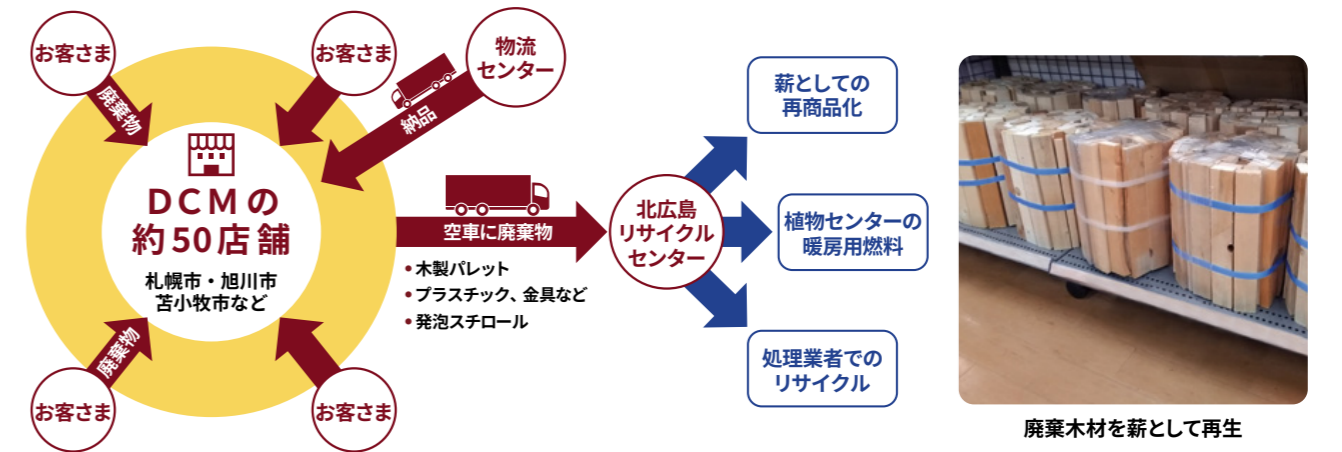 お客さま
お客さま
物流
センター
廃棄物
納品
DCMの
約50店舗
札幌市・旭川市
苫小牧市など
廃棄物
お客さま
お客さま
空車に廃棄物
•木製パレット
•プラスチック、金具など
•発泡スチロール
北広島
リサイクル
センター
薪としての
再商品化
植物センターの
暖房用燃料
処理業者での
リサイクル
廃棄木材を薪として再生